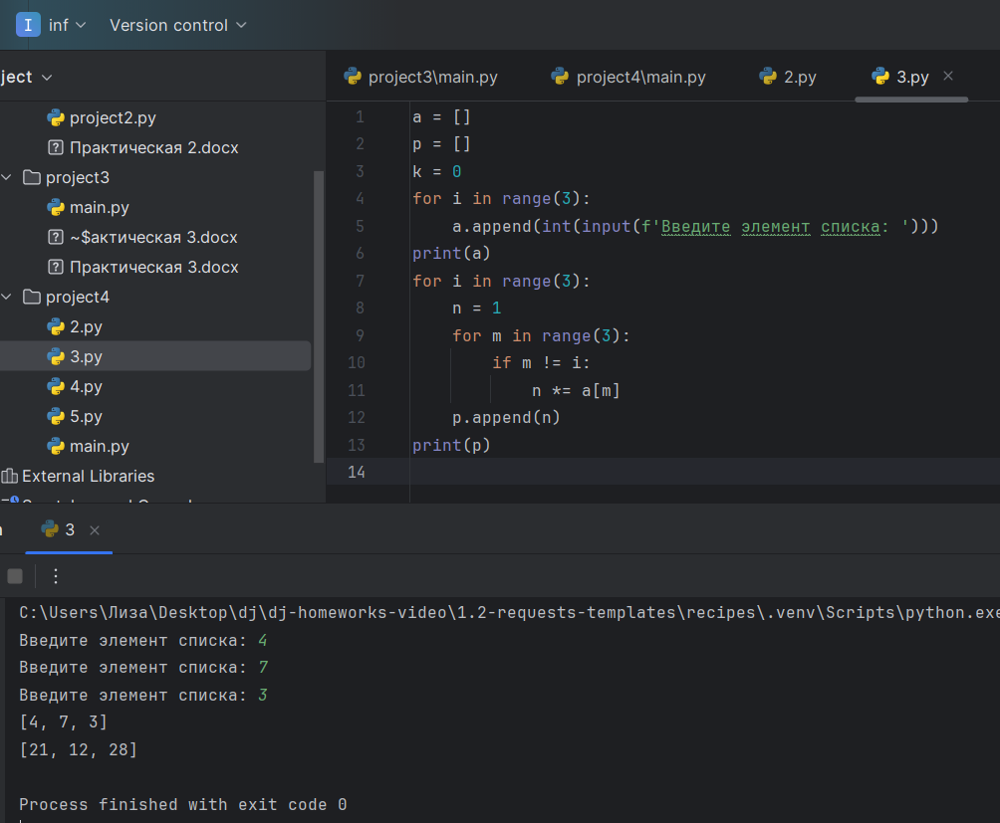 I inf Version control
ject
project3\main.py project4\main.py 2.py 3.py
project2.py
Практическая 2.docx
project3
main.py
~$актическая 3.docx
Практическая 3.docx
project4
2.py
3.py
4.py
5.py
main.py
External Libraries
1 a = []
2 p = []
3 k = 0
4 for i in range(3):
5 a.append(int(input(f'Введите элемент списка: ')))
6 print(a)
7 for i in range(3):
8 n = 1
9 for m in range(3):
10 if m != i:
11 n *= a[m]
12 p.append(n)
13 print(p)
14
3
C:\Users\Лиза\Desktop\dj\dj-homeworks-video\1.2-requests-templates\recipes\.venv\Scripts\python.exe
Введите элемент списка: 4
Введите элемент списка: 7
Введите элемент списка: 3
[4, 7, 3]
[21, 12, 28]
Process finished with exit code 0